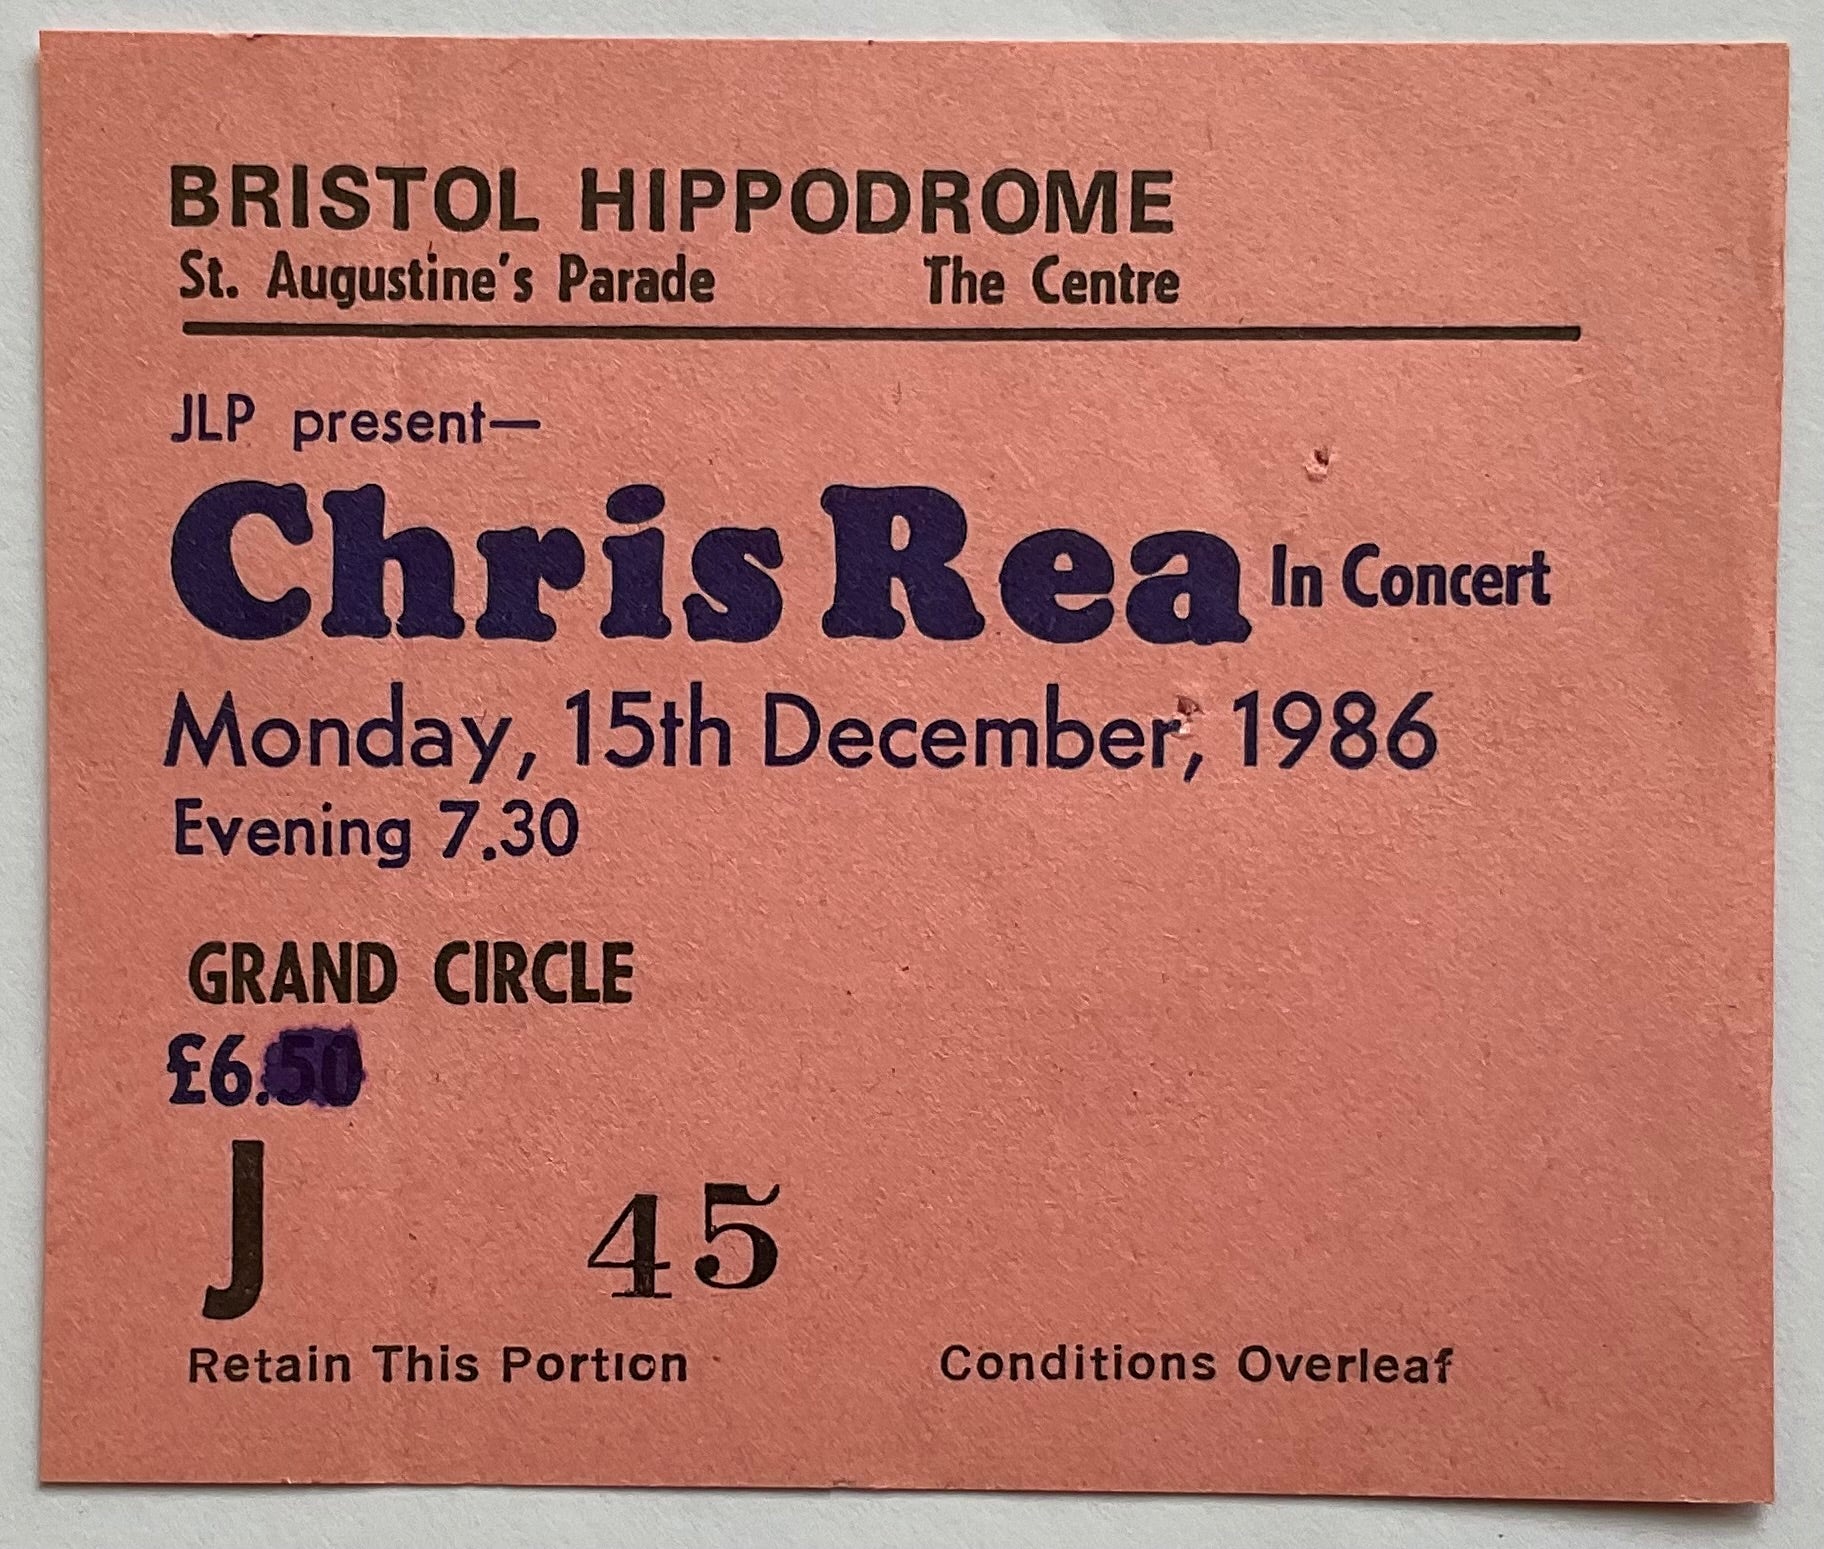 BRISTOL HIPPODROME
St. Augustine's Parade The Centre
JLP present—
Chris Rea In Concert
Monday, 15th December, 1986
Evening 7.30
GRAND CIRCLE
£6.50
J 45
Retain This Portion Conditions Overleaf